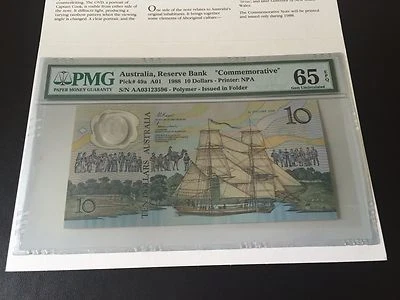 counterfeiting. The OVD, a portrait of
Captain Cook, is visible from either side
of the note. It diffracts light, producing a
varying rainbow pattern when the viewing
angle is changed. A clear portrait, and the
One side of the note relates to Australia's
original inhabitants. It brings together
some elements of Aboriginal culture—
Wales.
The Commemorative Note will be printed
and issued only during 1988.
PMG
PAPER MONEY GUARANTY
Australia, Reserve Bank "Commemorative"
Pick# 49a A01 1988 10 Dollars - Printer: NPA
S/N AA03123596 - Polymer - Issued in Folder
65 EPQ
Gem Uncirculated
10
10
TEN DOLLARS AUSTRALIA